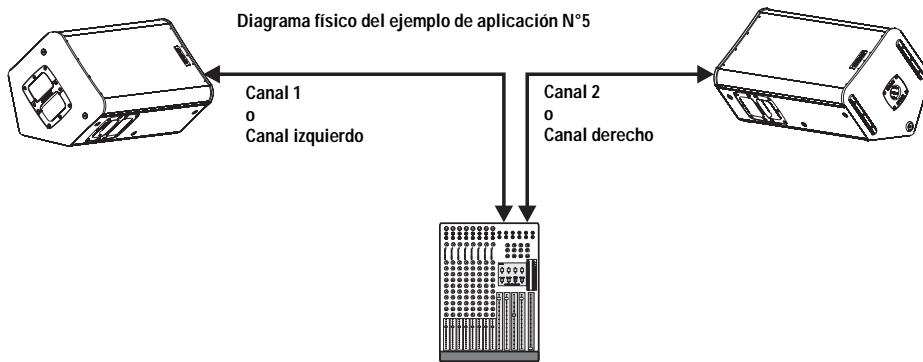 Diagrama físico del ejemplo de aplicación N°5
Canal 1
o
Canal izquierdo
Canal 2
o
Canal derecho